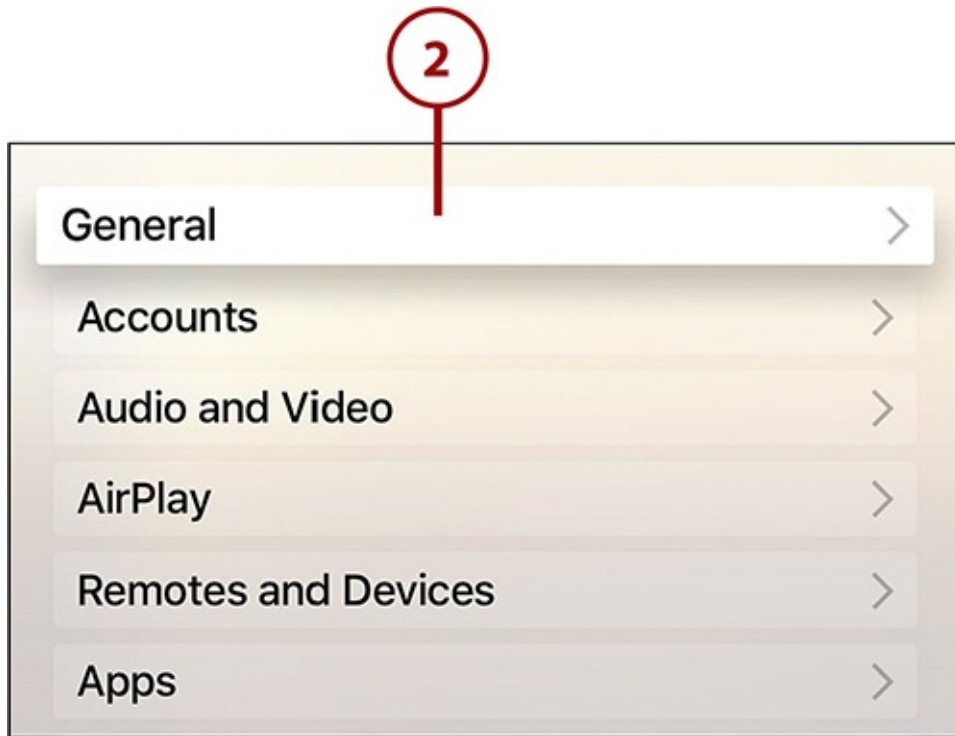 2
General
Accounts
Audio and Video
AirPlay
Remotes and Devices
Apps